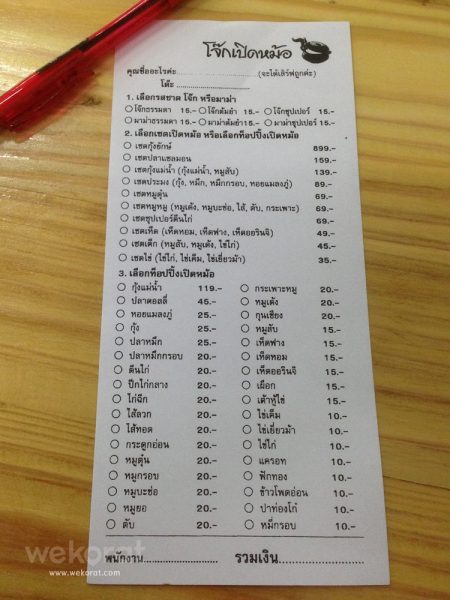 โจ๊กเปิดหม้อ
คุณชื่ออะไรค่ะ..............................(จะได้เสิร์ฟถูกค่ะ)
โต๊ะ ..............................
1. เลือกรสชาด โจ๊ก หรือมาม่า
โจ๊กธรรมดา 15.- โจ๊กต้มยำ 15.- โจ๊กซุปเปอร์ 15.-
มาม่าธรรมดา 15.- มาม่าต้มยำ 15.- มาม่าซุปเปอร์ 15.-
2. เลือกเซตเปิดหม้อ หรือเลือกท็อปปิ้งเปิดหม้อ
เซตกุ้งยักษ์ 899.-
เซตปลาแซลมอน 159.-
เซตกุ้งแม่น้ำ (กุ้งแม่น้ำ, หมูสับ) 139.-
เซตประมง (กุ้ง, หมึก, หมึกกรอบ, หอยแมลงภู่) 89.-
เซตหมูตุ๋น 69.-
เซตหมูหมู (หมูเด้ง, หมูบะช่อ, ไส้, ตับ, กระเพาะ) 69.-
เซตซุปเปอร์ตีนไก่ 69.-
เซตเห็ด (เห็ดหอม, เห็ดฟาง, เห็ดออรินจิ) 49.-
เซตเด็ก (หมูสับ, หมูเด้ง, ไข่ไก่) 45.-
เซตไข่ (ไข่ไก่, ไข่เค็ม, ไข่เยี่ยวม้า) 35.-
3. เลือกท็อปปิ้งเปิดหม้อ
กุ้งแม่น้ำ 119.- กระเพาะหมู 20.-
ปลาดอลลี่ 45.- หมูเด้ง 20.-
หอยแมลงภู่ 25.- กุนเชียง 20.-
กุ้ง 25.- หมูสับ 15.-
ปลาหมึก 25.- เห็ดฟาง 15.-
ปลาหมึกกรอบ 20.- เห็ดหอม 15.-
ตีนไก่ 20.- เห็ดออรินจิ 15.-
ปีกไก่กลาง 20.- เผือก 15.-
ไก่ฉีก 20.- เต้าหู้ไข่ 15.-
ไส้ลวก 20.- ไข่เค็ม 10.-
ไส้ทอด 20.- ไข่เยี่ยวม้า 10.-
กระดูกอ่อน 20.- ไข่ไก่ 10.-
หมูตุ๋น 20.- แครอท 10.-
หมูกรอบ 20.- ฟักทอง 10.-
หมูบะช่อ 20.- ข้าวโพดอ่อน 10.-
หมูยอ 20.- ปาท่องโก๋ 10.-
ตับ 20.- หมี่กรอบ 10.-
พนักงาน.................... รวมเงิน....................
wekorat
www.wekorat.com